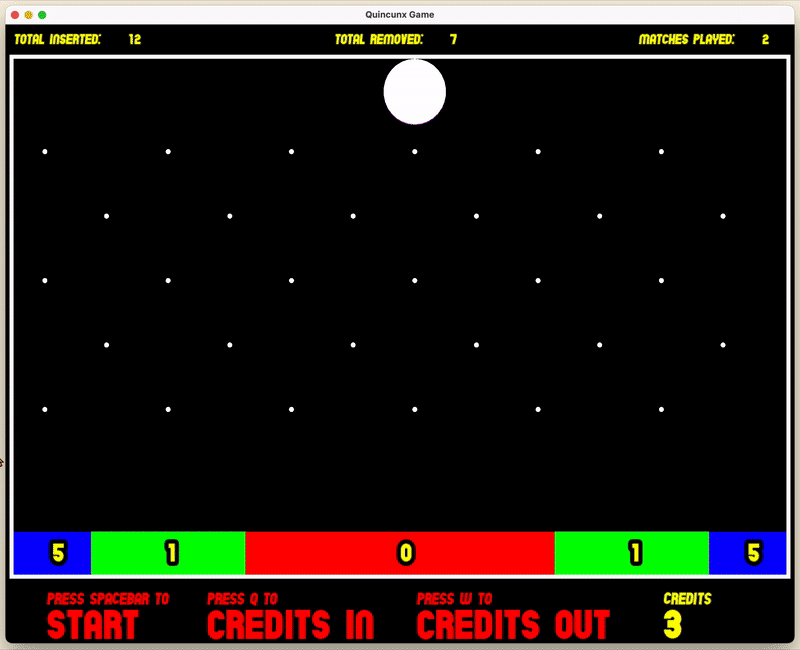 Quincunx Game
TOTAL INSERTED: 12 TOTAL REMOVED: 7 MATCHES PLAYED: 2
5 1 0 1 5
PRESS SPACEBAR TO PRESS Q TO PRESS W TO CREDITS
START CREDITS IN CREDITS OUT 3